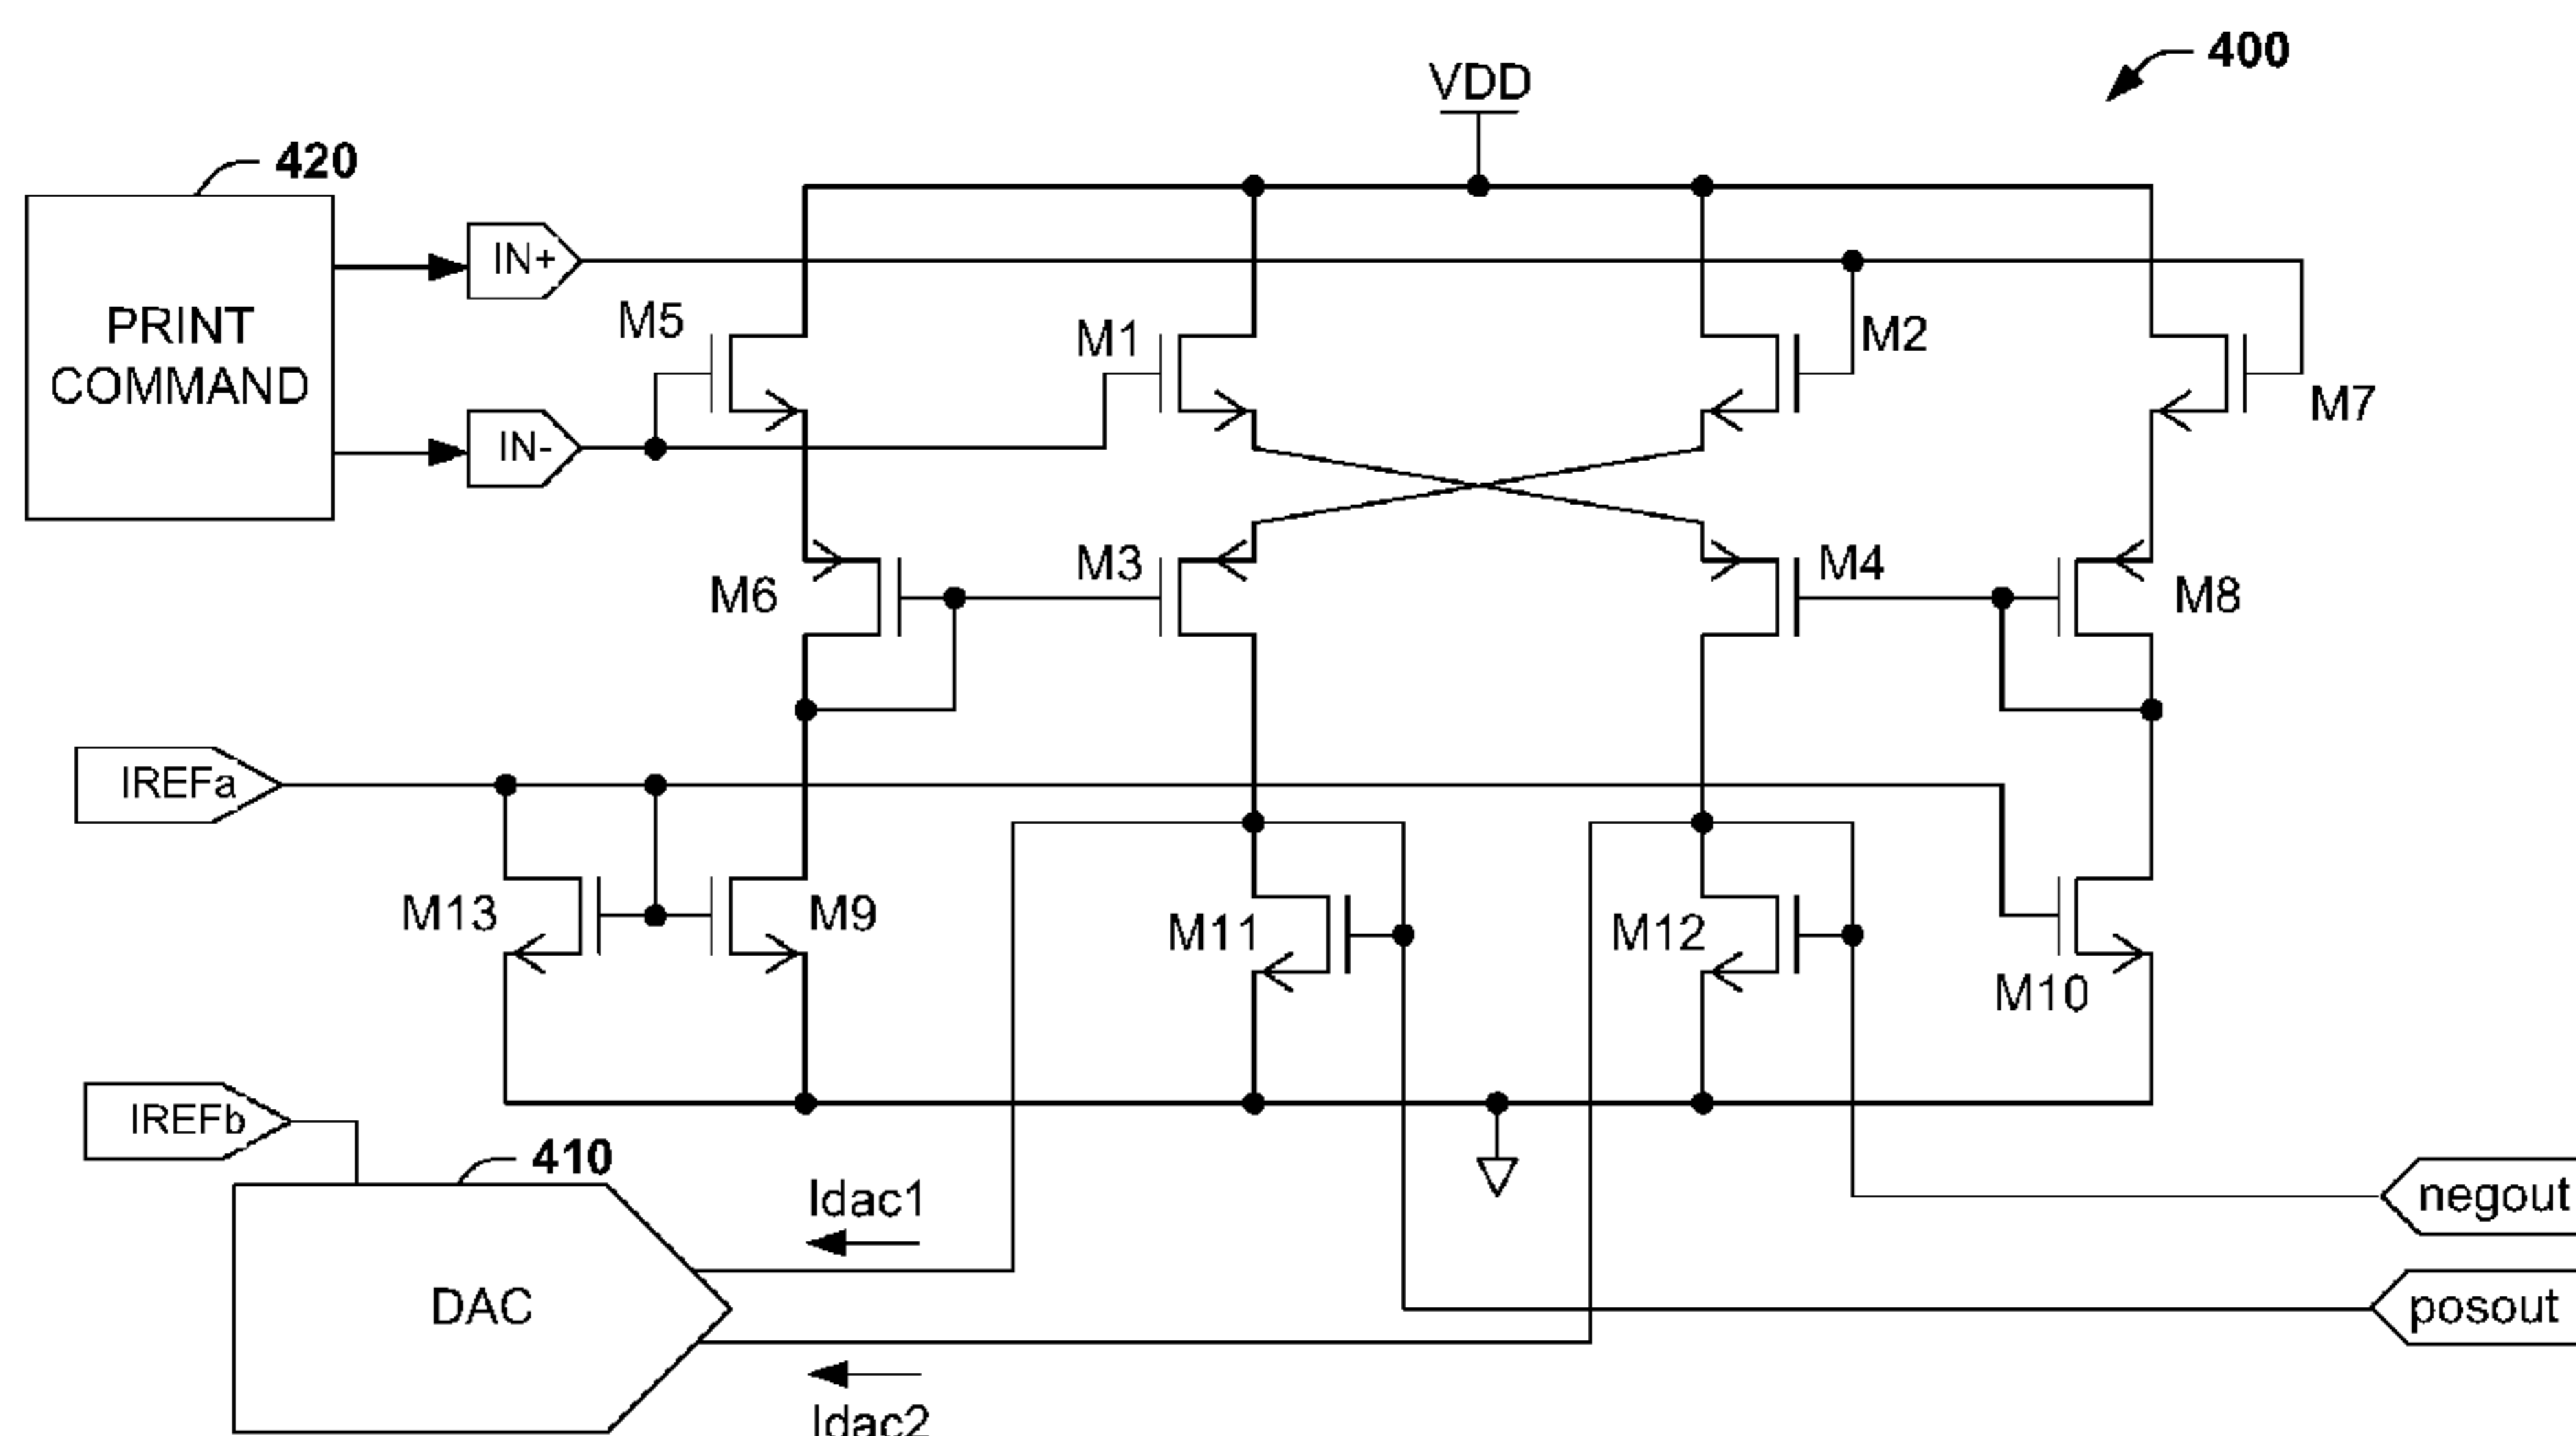 400
VDD
420
PRINT
COMMAND
IN+
IN-
M5
M1
M2
M7
M6
M3
M4
M8
IREFa
M13
M9
M11
M12
M10
IREFb
410
DAC
Idac1
Idac2
negout
posout